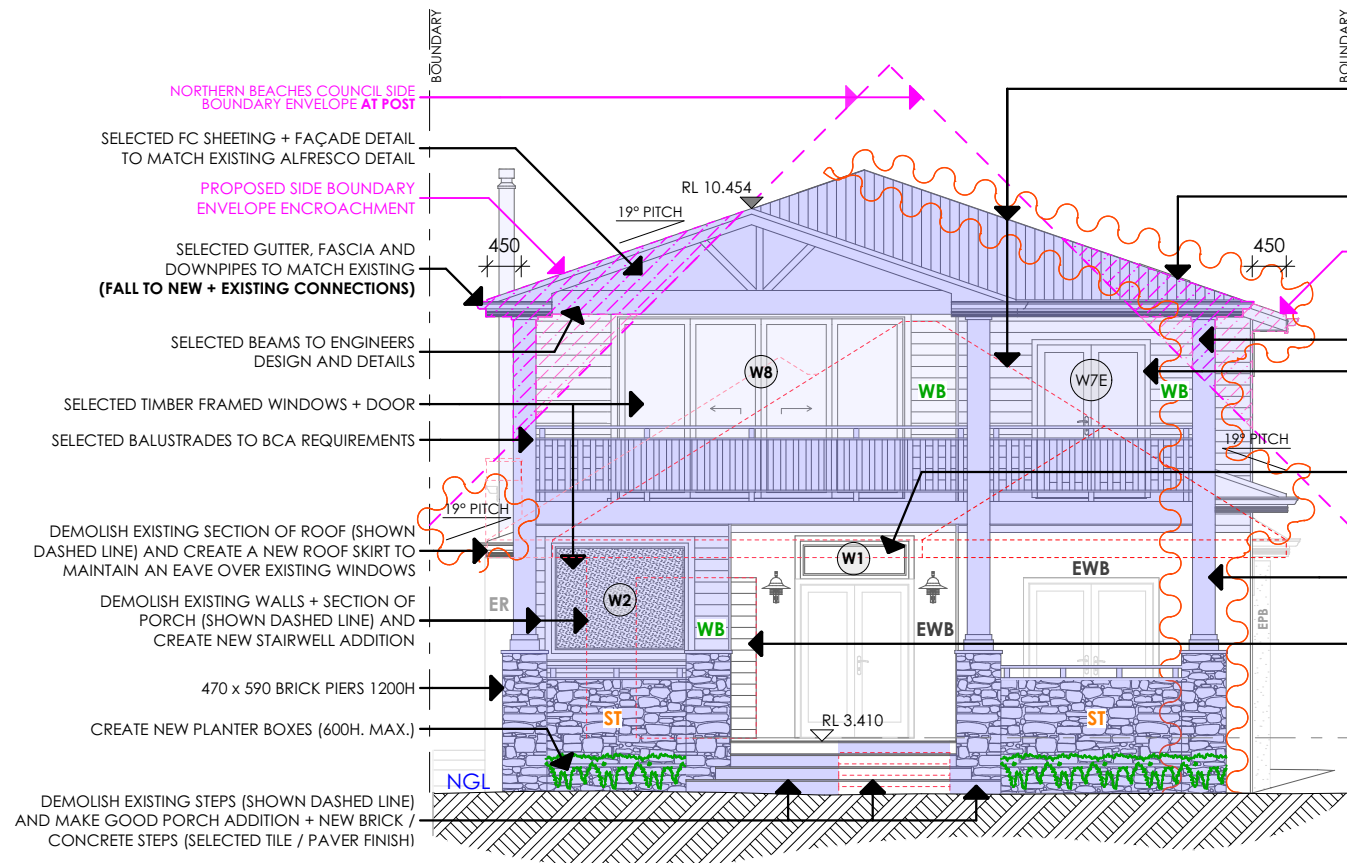 BOUNDARY
BOUNDARY
NORTHERN BEACHES COUNCIL SIDE
BOUNDARY ENVELOPE AT POST
SELECTED FC SHEETING + FAÇADE DETAIL
TO MATCH EXISTING ALFRESCO DETAIL
PROPOSED SIDE BOUNDARY
ENVELOPE ENCROACHMENT
SELECTED GUTTER, FASCIA AND
DOWNPIPES TO MATCH EXISTING
(FALL TO NEW + EXISTING CONNECTIONS)
SELECTED BEAMS TO ENGINEERS
DESIGN AND DETAILS
SELECTED TIMBER FRAMED WINDOWS + DOOR
SELECTED BALUSTRADES TO BCA REQUIREMENTS
DEMOLISH EXISTING SECTION OF ROOF (SHOWN
DASHED LINE) AND CREATE A NEW ROOF SKIRT TO
MAINTAIN AN EAVE OVER EXISTING WINDOWS
DEMOLISH EXISTING WALLS + SECTION OF
PORCH (SHOWN DASHED LINE) AND
CREATE NEW STAIRWELL ADDITION
470 x 590 BRICK PIERS 1200H
CREATE NEW PLANTER BOXES (600H. MAX.)
DEMOLISH EXISTING STEPS (SHOWN DASHED LINE)
AND MAKE GOOD PORCH ADDITION + NEW BRICK /
CONCRETE STEPS (SELECTED TILE / PAVER FINISH)
RL 10.454
19º PITCH
450
450
W8
W7E
WB
WB
19º PITCH
19º PITCH
W1
W2
EWB
EWB
ER
EPB
WB
ST
ST
RL 3.410
NGL